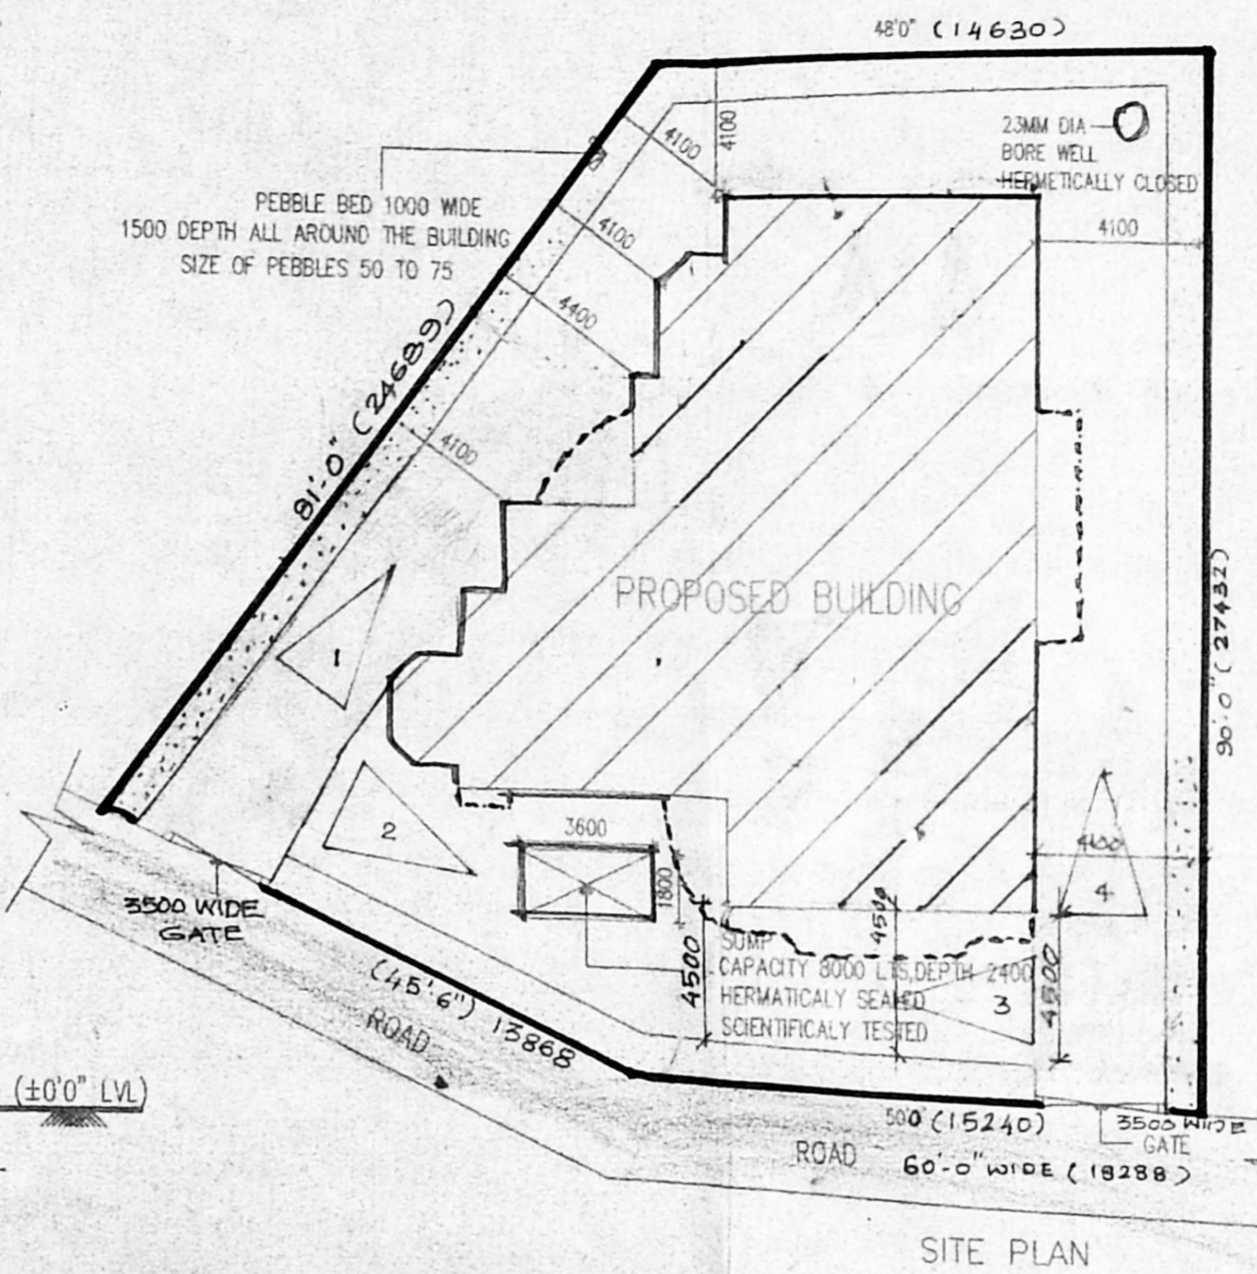 48'0" (14630)
4100
4100
23MM DIA
BORE WELL
HERMETICALLY CLOSED
PEBBLE BED 1000 WIDE
1500 DEPTH ALL AROUND THE BUILDING
SIZE OF PEBBLES 50 TO 75
4100
4100
4400
81'-0" (24689)
4100
PROPOSED BUILDING
90'-0" (27432)
1
2
3600
1800
4100
4
3500 WIDE
GATE
4500
4500
4500
SUMP
CAPACITY 8000 LTS,DEPTH 2400
HERMATICALY SEALED
SCIENTIFICALY TESTED
3
(45'6") 13868
ROAD
(±0'0" LVL)
50'0" (15240)
3500 WIDE
GATE
ROAD
60'-0" WIDE (18288)
SITE PLAN